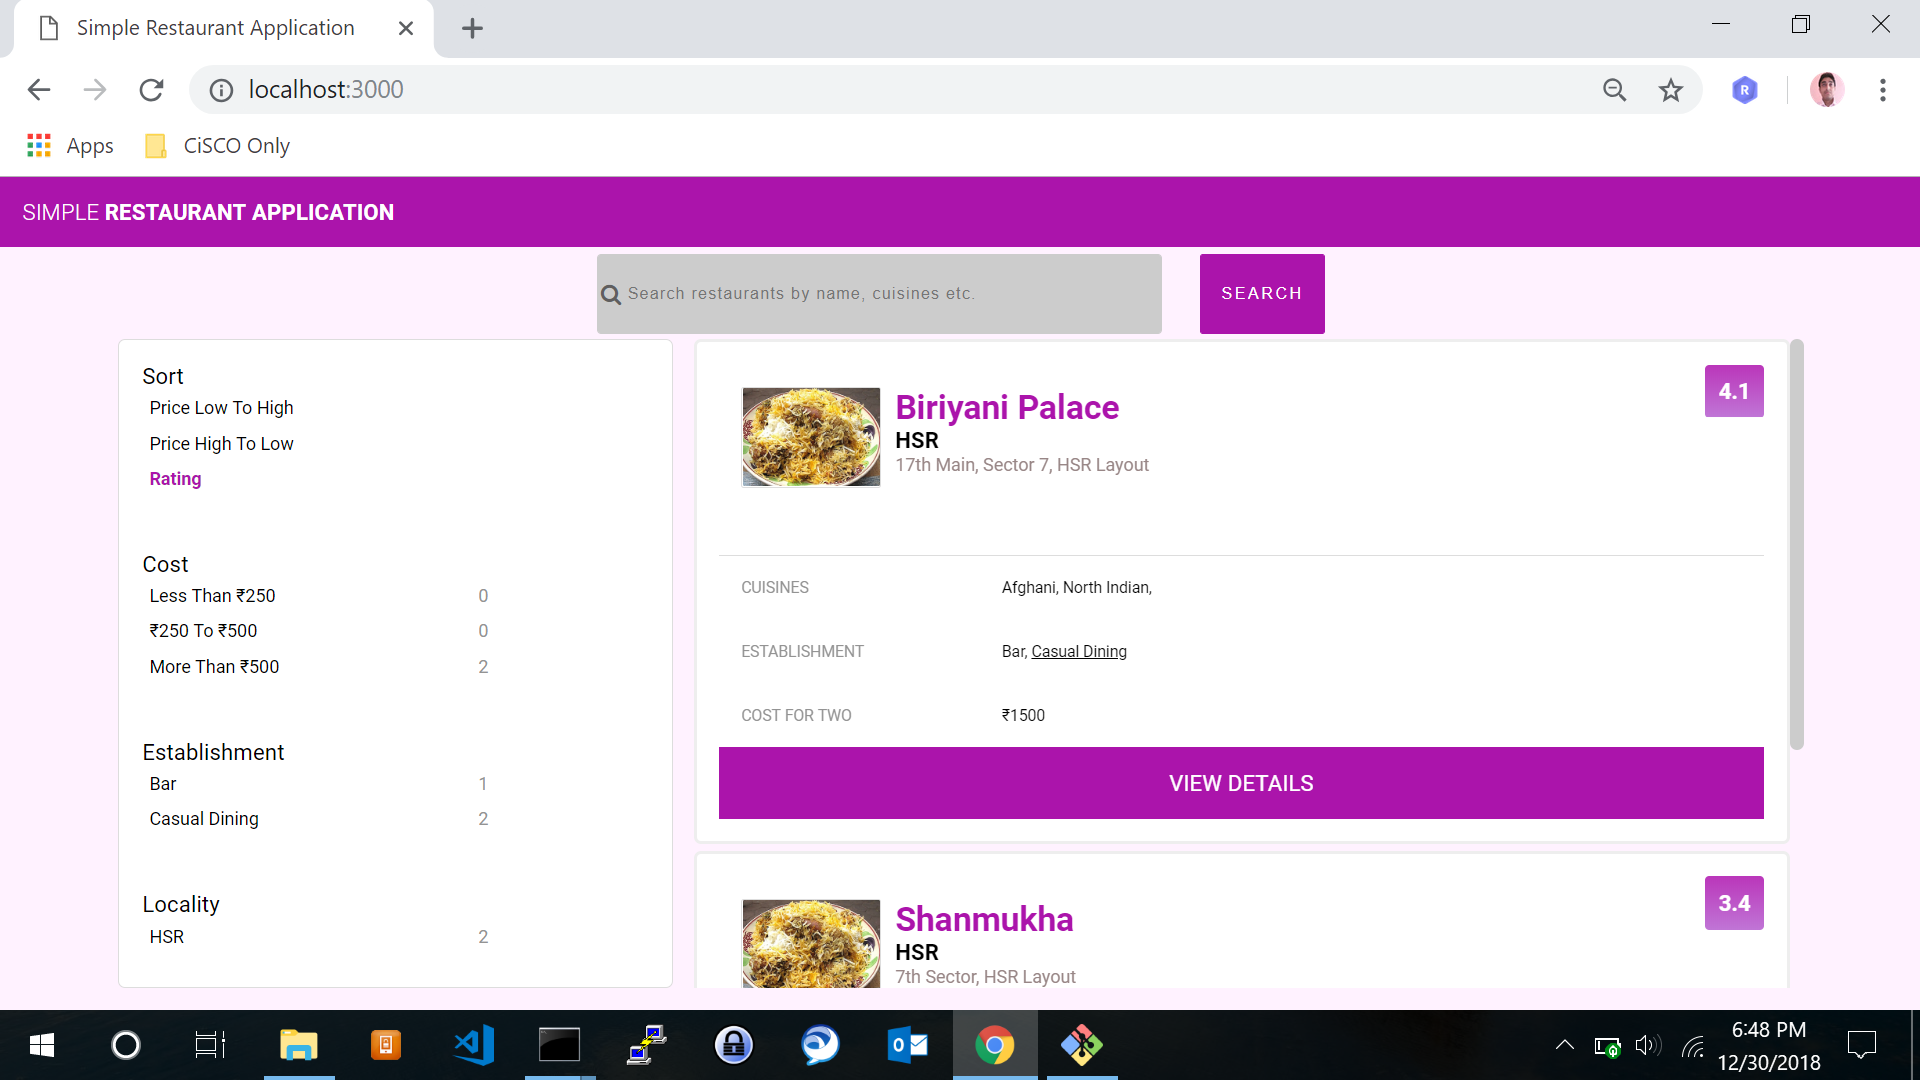 Simple Restaurant Application
localhost:3000
R
Apps
CiSCO Only
SIMPLE RESTAURANT APPLICATION
Search restaurants by name, cuisines etc.
SEARCH
Sort
Price Low To High
Price High To Low
Rating
Cost
Less Than ₹250 0
₹250 To ₹500 0
More Than ₹500 2
Establishment
Bar 1
Casual Dining 2
Locality
HSR 2
Biriyani Palace
4.1
HSR
17th Main, Sector 7, HSR Layout
CUISINES Afghani, North Indian,
ESTABLISHMENT Bar, Casual Dining
COST FOR TWO ₹1500
VIEW DETAILS
Shanmukha
3.4
HSR
7th Sector, HSR Layout
6:48 PM
12/30/2018